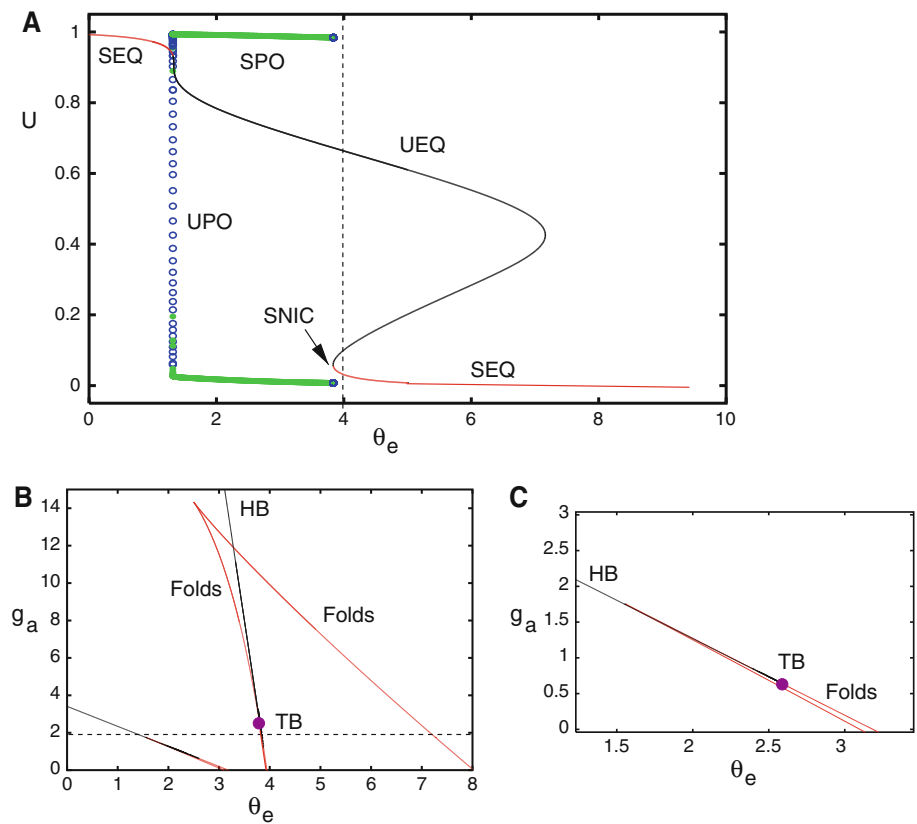 A
1
0.8
0.6
0.4
0.2
0
U
SEQ
SPO
UEQ
UPO
SNIC
SEQ
0 2 4 6 8 10
θe
B
14
12
10
8
6
4
2
0
ga
HB
Folds
Folds
TB
0 1 2 3 4 5 6 7 8
θe
C
3
2.5
2
1.5
1
0.5
0
ga
HB
TB
Folds
1.5 2 2.5 3
θe